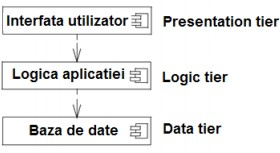 Interfata utilizator Presentation tier
Logica aplicatiei Logic tier
Baza de date Data tier